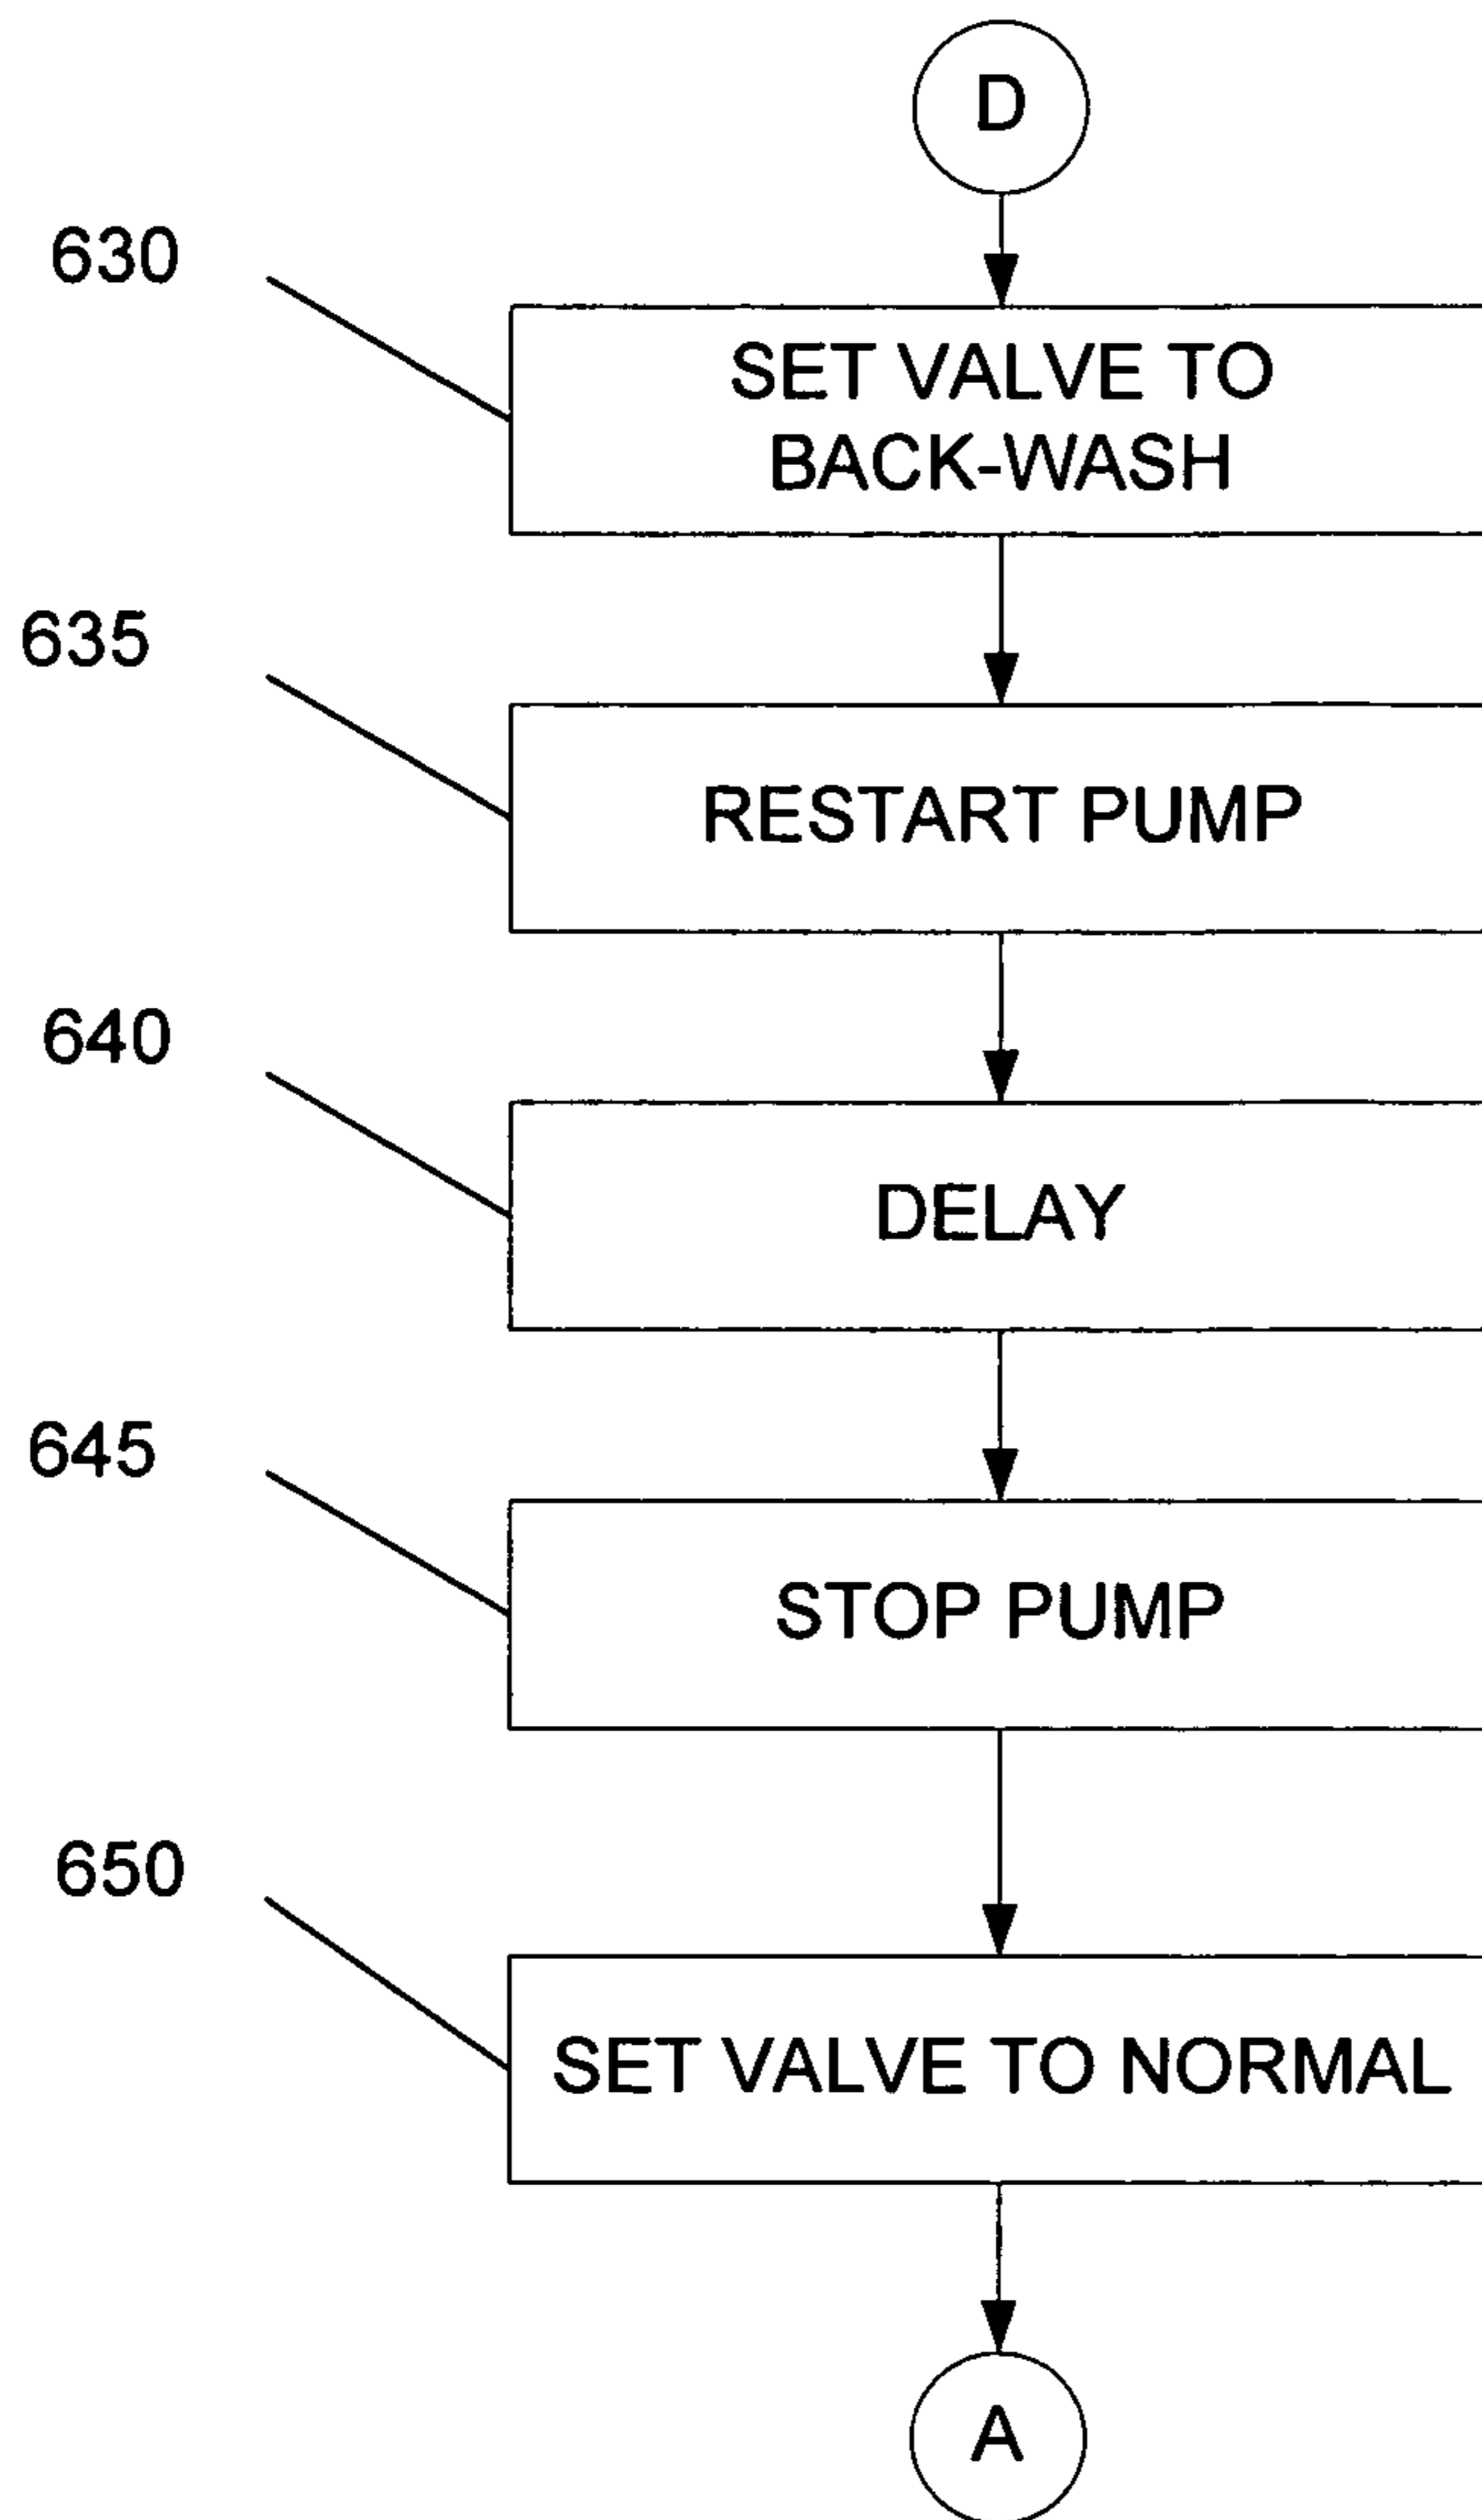 D
630
SET VALVE TO
BACK-WASH
635
RESTART PUMP
640
DELAY
645
STOP PUMP
650
SET VALVE TO NORMAL
A